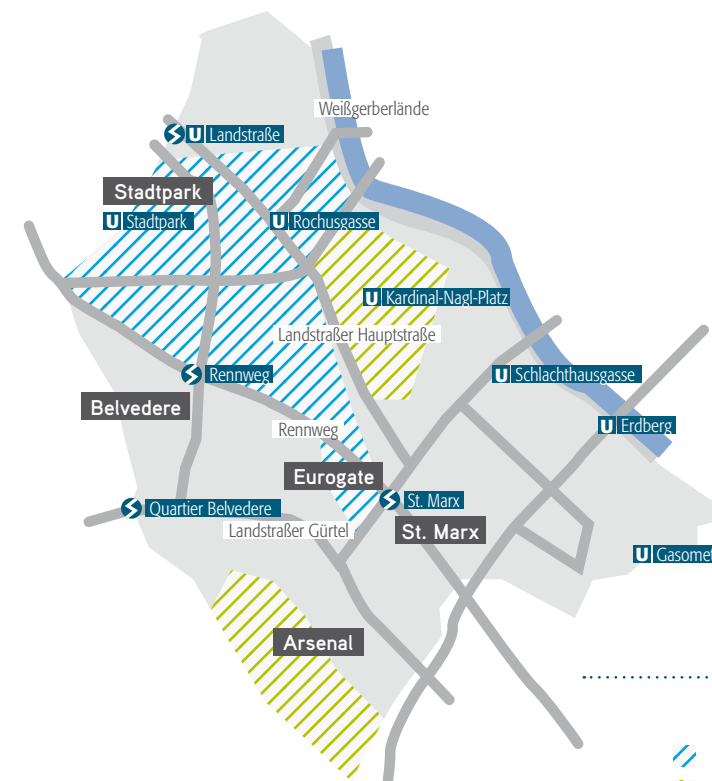 Weißgerberlände
S U Landstraße
Stadtpark
U Stadtpark
U Rochusgasse
U Kardinal-Nagl-Platz
Landstraßer Hauptstraße
S Rennweg
U Schlachthausgasse
Belvedere
U Erdberg
Rennweg
Eurogate
S St. Marx
S Quartier Belvedere
Landstraßer Gürtel
St. Marx
U Gasomet
Arsenal